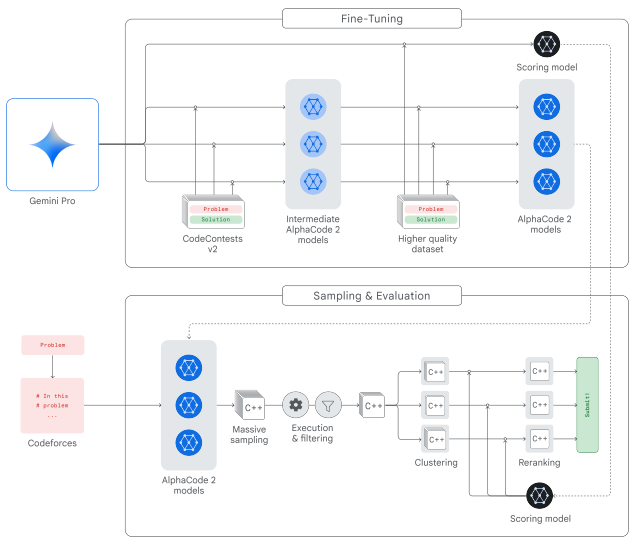 Fine-Tuning
Scoring model
Gemini Pro
Problem
Solution
CodeContests
v2
Intermediate
AlphaCode 2
models
Problem
Solution
Higher quality
dataset
AlphaCode 2
models
Sampling & Evaluation
Problem
# In this
# problem
...
Codeforces
AlphaCode 2
models
C++
Massive
sampling
Execution
& filtering
C++
C++
C++
C++
Clustering
C++
C++
C++
Reranking
Submit!
Scoring model